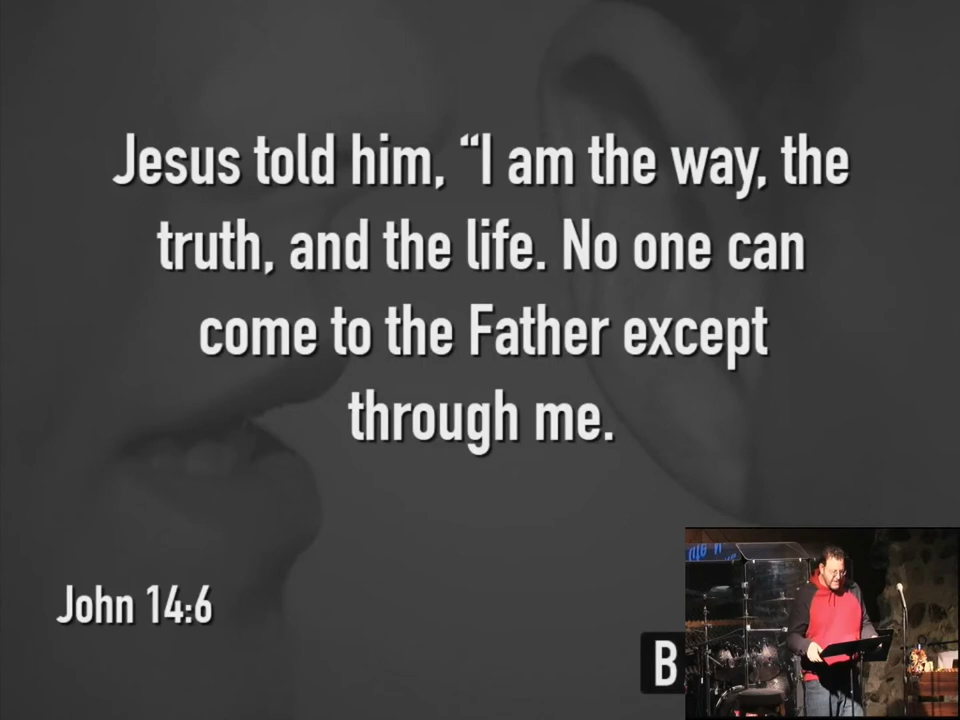 Jesus told him, “I am the way, the
truth, and the life. No one can
come to the Father except
through me.
John 14:6
B